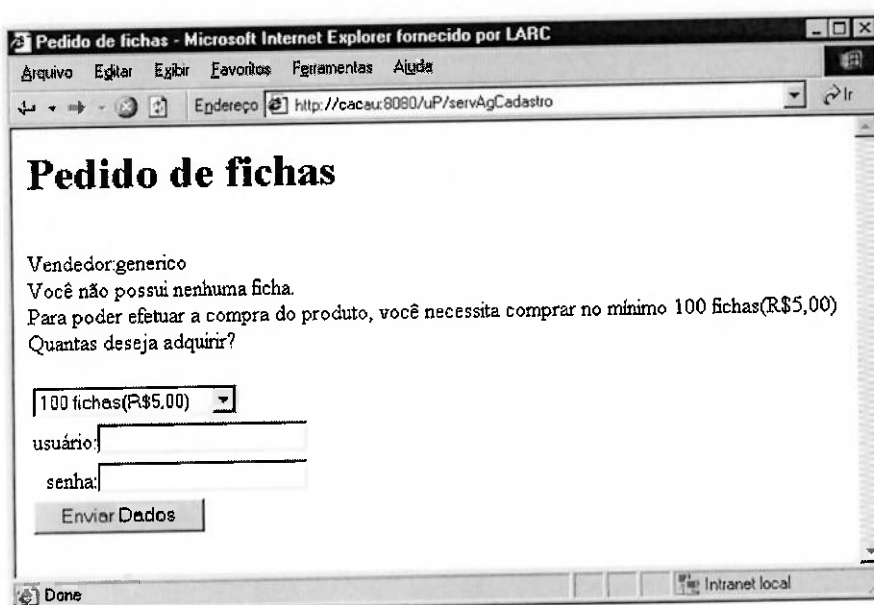 Pedido de fichas - Microsoft Internet Explorer fornecido por LARC
Arquivo Editar Exibir Favoritos Ferramentas Ajuda
Endereço http://cacau:8080/uP/servAgCadastro Ir
Pedido de fichas
Vendedor:generico
Você não possui nenhuma ficha.
Para poder efetuar a compra do produto, você necessita comprar no mínimo 100 fichas(R$5,00)
Quantas deseja adquirir?
100 fichas(R$5,00)
usuário:
senha:
Enviar Dados
Done Intranet local